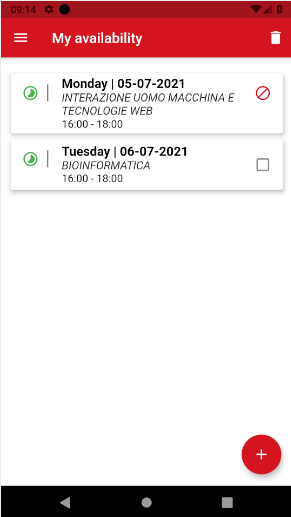 09:14
My availability
Monday | 05-07-2021
INTERAZIONE UOMO MACCHINA E
TECNOLOGIE WEB
16:00 - 18:00
Tuesday | 06-07-2021
BIOINFORMATICA
16:00 - 18:00